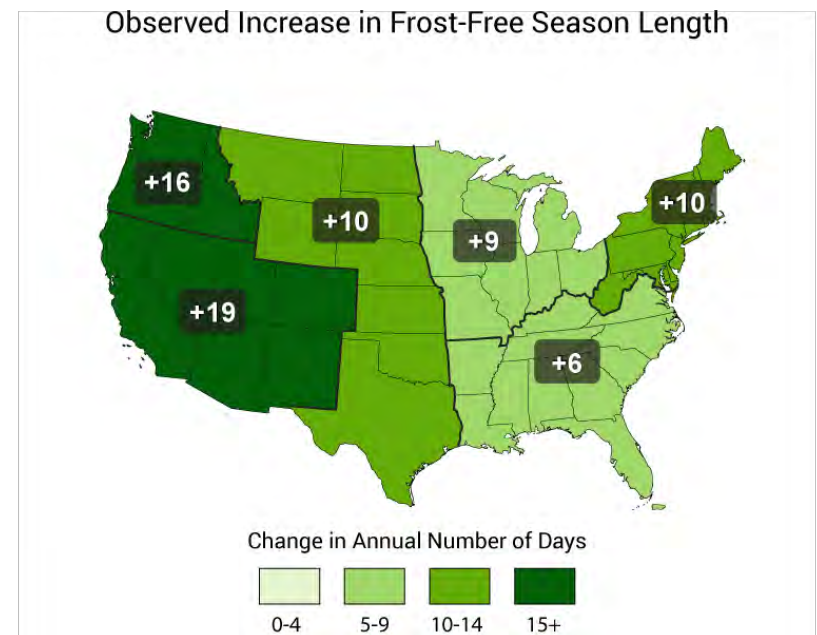 Observed Increase in Frost-Free Season Length
+16
+10
+10
+9
+19
+6
Change in Annual Number of Days
0-4 5-9 10-14 15+